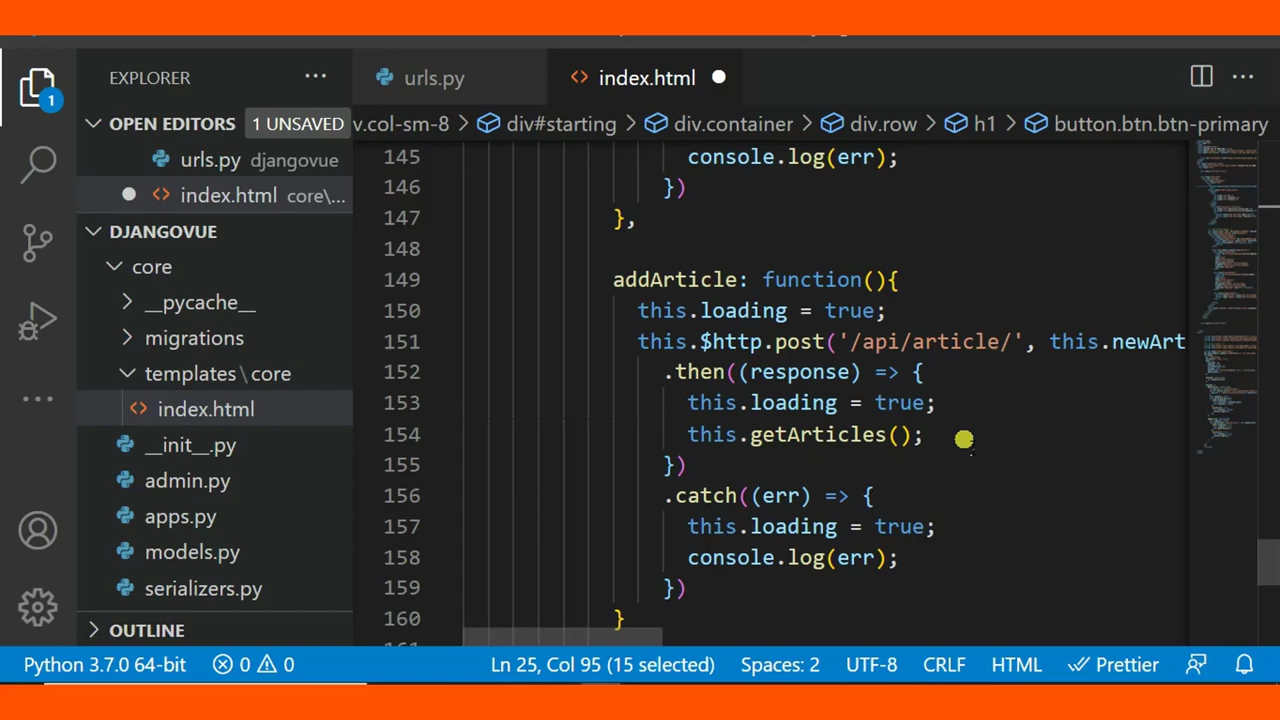 EXPLORER
···
urls.py
index.html
···
OPEN EDITORS
1 UNSAVED
v.col-sm-8 > div#starting > div.container > div.row > h1 > button.btn.btn-primary
urls.py djangovue
index.html core\...
DJANGOVUE
core
__pycache__
migrations
templates\core
index.html
__init__.py
admin.py
apps.py
models.py
serializers.py
OUTLINE
1
145 console.log(err);
146 })
147 },
148
149 addArticle: function(){
150 this.loading = true;
151 this.$http.post('/api/article/', this.newArt
152 .then((response) => {
153 this.loading = true;
154 this.getArticles();
155 })
156 .catch((err) => {
157 this.loading = true;
158 console.log(err);
159 })
160 }
Python 3.7.0 64-bit 0 0 Ln 25, Col 95 (15 selected) Spaces: 2 UTF-8 CRLF HTML Prettier